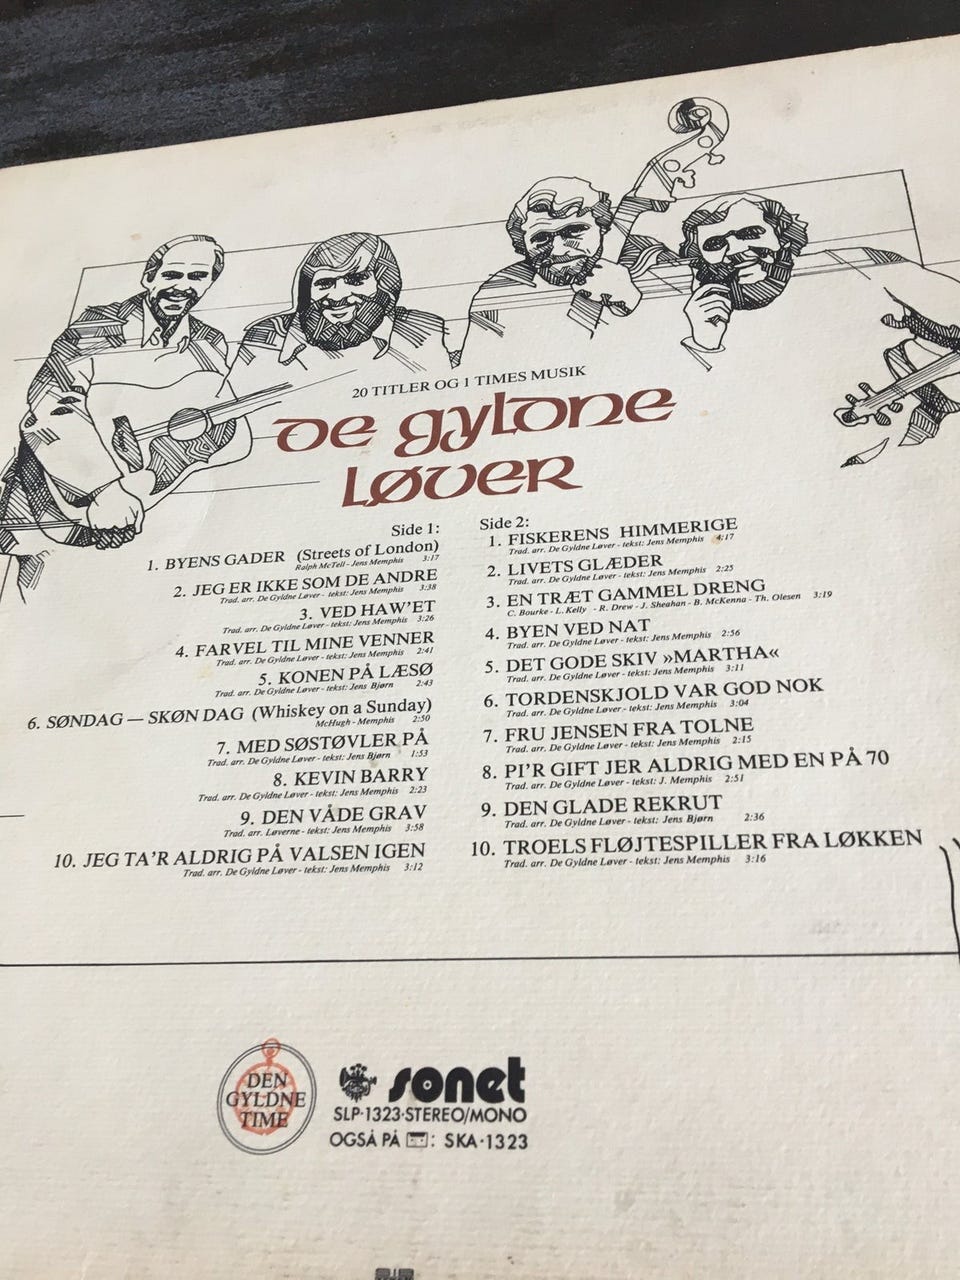 20 TITLER OG 1 TIMES MUSIK
De gyldne
Løver
Side 1:
1. BYENS GADER (Streets of London)
Ralph McTell - Jens Memphis 3:17
2. JEG ER IKKE SOM DE ANDRE
Trad. arr. De Gyldne Løver - tekst: Jens Memphis 3:38
3. VED HAW'ET
Trad. arr. De Gyldne Løver - tekst: Jens Memphis 3:26
4. FARVEL TIL MINE VENNER
Trad. arr. De Gyldne Løver - tekst: Jens Memphis 2:41
5. KONEN PÅ LÆSØ
Trad. arr. De Gyldne Løver - tekst: Jens Bjørn 2:43
6. SØNDAG — SKØN DAG (Whiskey on a Sunday)
McHugh - Memphis 2:50
7. MED SØSTØVLER PÅ
Trad. arr. De Gyldne Løver - tekst: Jens Bjørn 1:53
8. KEVIN BARRY
Trad. arr. De Gyldne Løver - tekst: Jens Memphis 2:23
9. DEN VÅDE GRAV
Trad. arr. Løverne - tekst: Jens Memphis 3:58
10. JEG TA'R ALDRIG PÅ VALSEN IGEN
Trad. arr. De Gyldne Løver - tekst: Jens Memphis 3:12
Side 2:
1. FISKERENS HIMMERIGE
Trad. arr. De Gyldne Løver - tekst: Jens Memphis 4:17
2. LIVETS GLÆDER
Trad. arr. De Gyldne Løver - tekst: Jens Memphis 2:25
3. EN TRÆT GAMMEL DRENG
C. Bourke - L. Kelly - R. Drew - J. Sheahan - B. McKenna - Th. Olesen 3:19
4. BYEN VED NAT
Trad. arr. De Gyldne Løver - tekst: Jens Memphis 2:56
5. DET GODE SKIV »MARTHA«
Trad. arr. De Gyldne Løver - tekst: Jens Memphis 3:11
6. TORDENSKJOLD VAR GOD NOK
Trad. arr. De Gyldne Løver - tekst: Jens Memphis 3:04
7. FRU JENSEN FRA TOLNE
Trad. arr. De Gyldne Løver - tekst: Jens Memphis 2:15
8. PI'R GIFT JER ALDRIG MED EN PÅ 70
Trad. arr. De Gyldne Løver - tekst: J. Memphis 2:51
9. DEN GLADE REKRUT
Trad. arr. De Gyldne Løver - tekst: Jens Bjørn 2:36
10. TROELS FLØJTESPILLER FRA LØKKEN
Trad. arr. De Gyldne Løver - tekst: Jens Memphis 3:16
DEN
GYLDNE
TIME
sonet
SLP·1323·STEREO/MONO
OGSÅ PÅ : SKA·1323